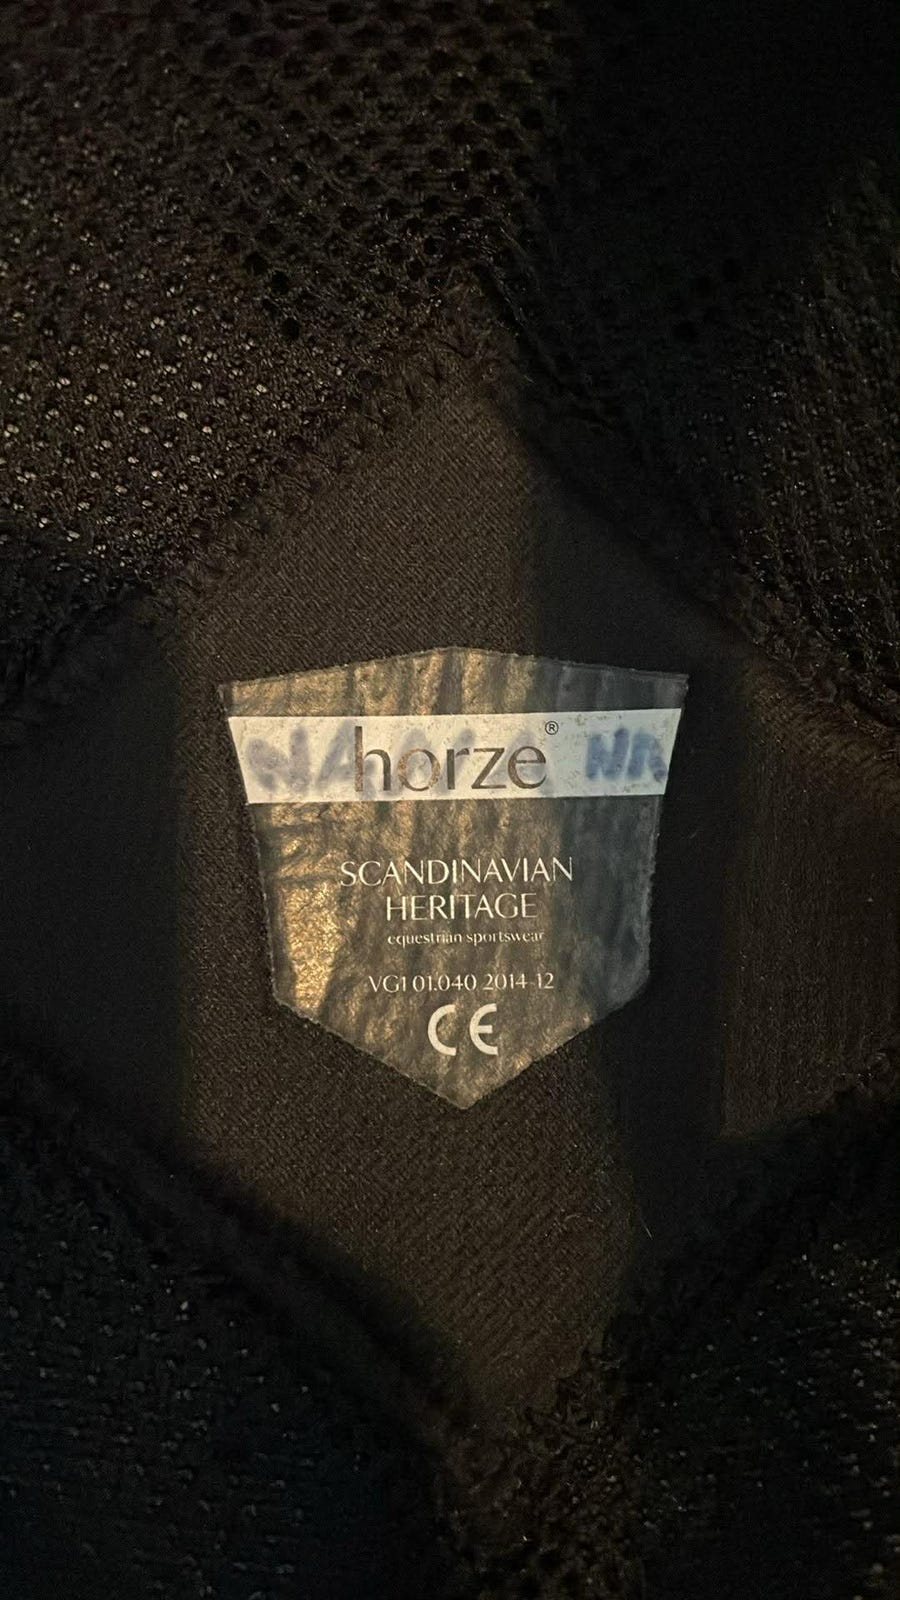 horze®
SCANDINAVIAN
HERITAGE
equestrian sportswear
VG1 01.040 2014-12
CE